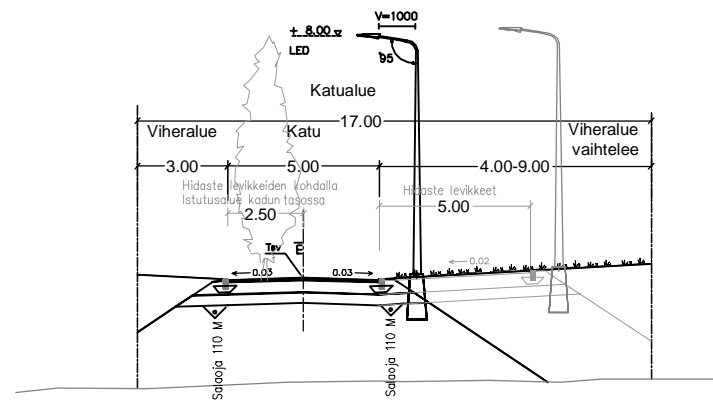 V=1000
+ 8.00
LED
95
Katualue
17.00
Viheralue
Katu
Viheralue
vaihtelee
3.00
5.00
4.00-9.00
Hidaste levikkeiden kohdalla
Istutusalue kadun tasossa
Hidaste levikkeet
2.50
5.00
Tsv
0.03
0.03
0.02
Salaoja 110 M
Salaoja 110 M